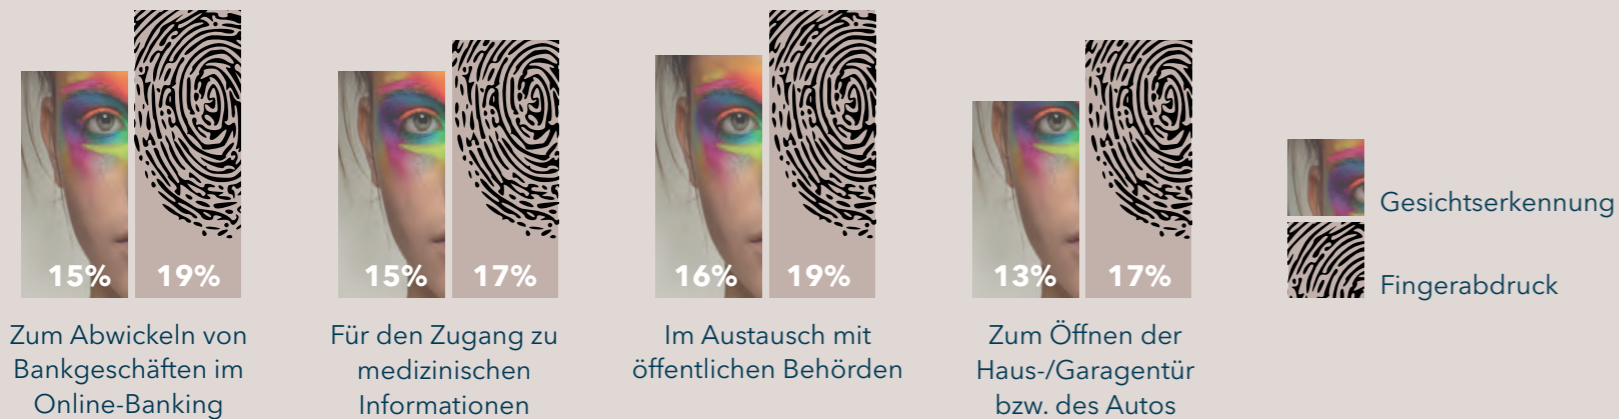 15% 19%
15% 17%
16% 19%
13% 17%
Zum Abwickeln von
Bankgeschäften im
Online-Banking
Für den Zugang zu
medizinischen
Informationen
Im Austausch mit
öffentlichen Behörden
Zum Öffnen der
Haus-/Garagentür
bzw. des Autos
Gesichtserkennung
Fingerabdruck